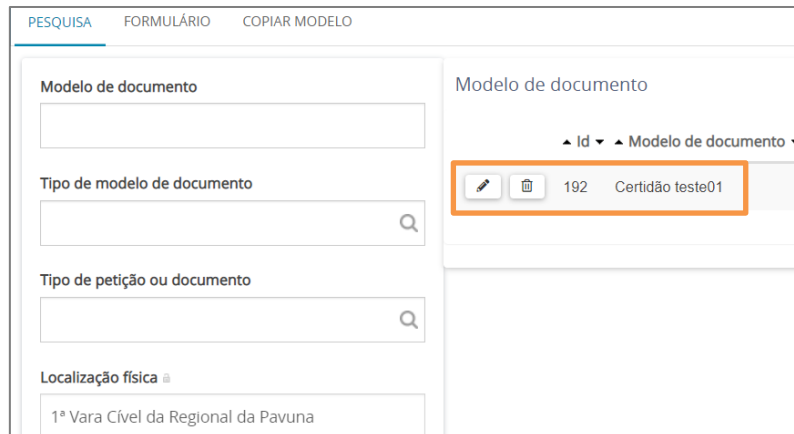 PESQUISA FORMULÁRIO COPIAR MODELO
Modelo de documento
Tipo de modelo de documento
Tipo de petição ou documento
Localização física
1ª Vara Cível da Regional da Pavuna
Modelo de documento
Id Modelo de documento
192 Certidão teste01